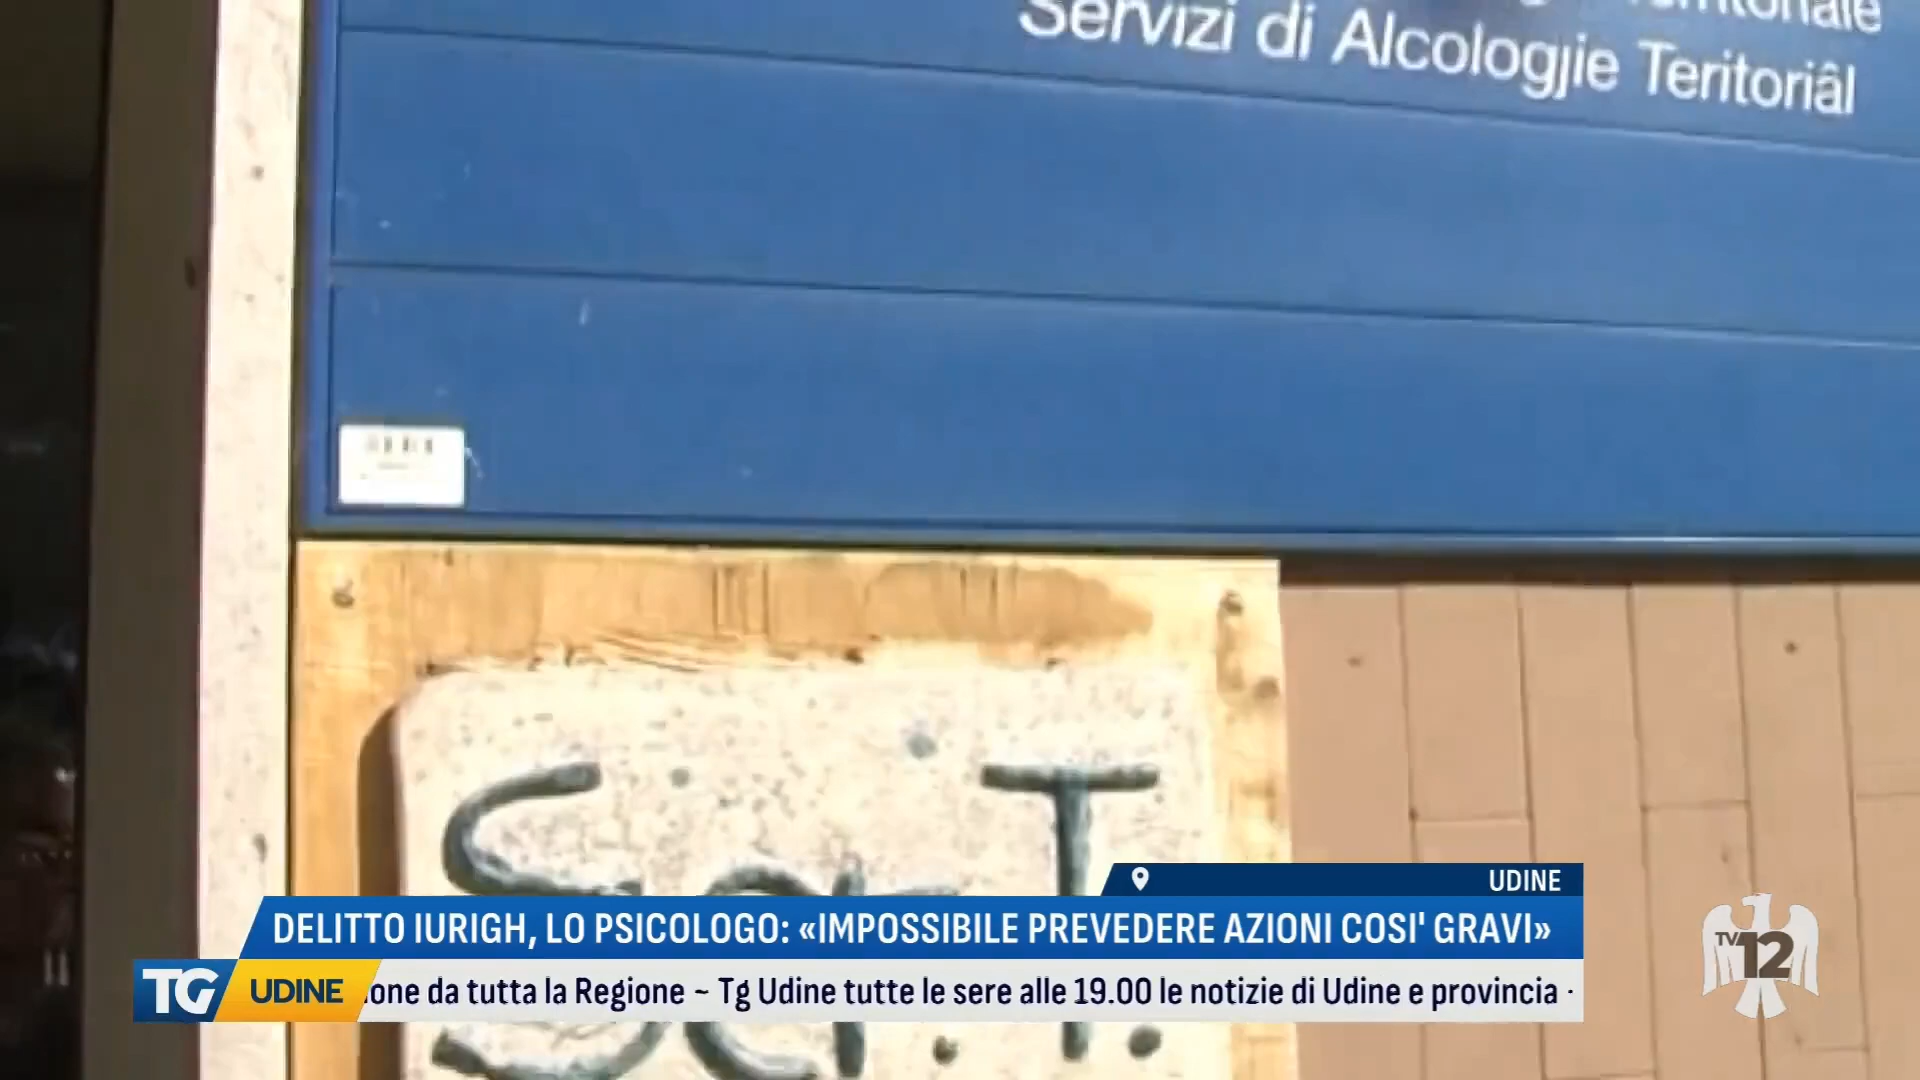 Servizi di Alcologjie Teritoriâl
S
T
UDINE
DELITTO IURIGH, LO PSICOLOGO: «IMPOSSIBILE PREVEDERE AZIONI COSI' GRAVI»
TG UDINE
da tutta la Regione ~ Tg Udine tutte le sere alle 19.00 le notizie di Udine e provincia
TV12